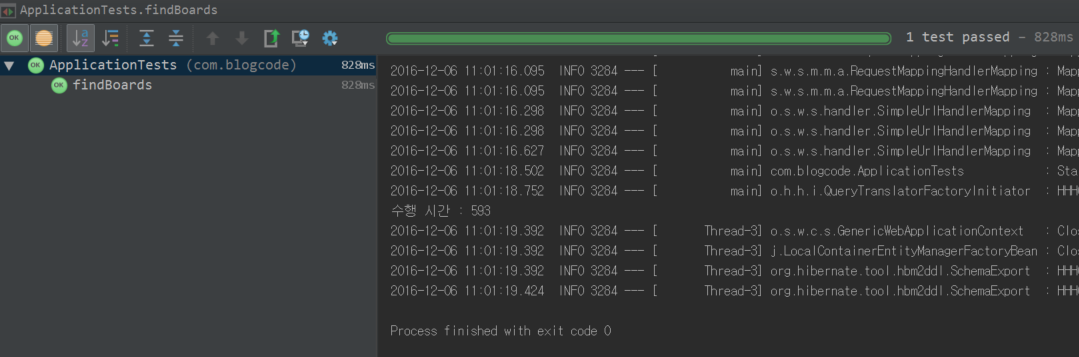 ApplicationTests.findBoards
1 test passed – 828ms
ApplicationTests (com.blogcode) 828ms
findBoards 828ms
2016-12-06 11:01:16.095 INFO 3284 --- [ main] s.w.s.m.m.a.RequestMappingHandlerMapping : Mapp
2016-12-06 11:01:16.095 INFO 3284 --- [ main] s.w.s.m.m.a.RequestMappingHandlerMapping : Mapp
2016-12-06 11:01:16.298 INFO 3284 --- [ main] o.s.w.s.handler.SimpleUrlHandlerMapping : Mapp
2016-12-06 11:01:16.298 INFO 3284 --- [ main] o.s.w.s.handler.SimpleUrlHandlerMapping : Mapp
2016-12-06 11:01:16.627 INFO 3284 --- [ main] o.s.w.s.handler.SimpleUrlHandlerMapping : Mapp
2016-12-06 11:01:18.502 INFO 3284 --- [ main] com.blogcode.ApplicationTests : Sta
2016-12-06 11:01:18.752 INFO 3284 --- [ main] o.h.h.i.QueryTranslatorFactoryInitiator : HHH
수행 시간 : 593
2016-12-06 11:01:19.392 INFO 3284 --- [ Thread-3] o.s.w.c.s.GenericWebApplicationContext : Clos
2016-12-06 11:01:19.392 INFO 3284 --- [ Thread-3] j.LocalContainerEntityManagerFactoryBean : Clos
2016-12-06 11:01:19.392 INFO 3284 --- [ Thread-3] org.hibernate.tool.hbm2ddl.SchemaExport : HHH
2016-12-06 11:01:19.424 INFO 3284 --- [ Thread-3] org.hibernate.tool.hbm2ddl.SchemaExport : HHH
Process finished with exit code 0